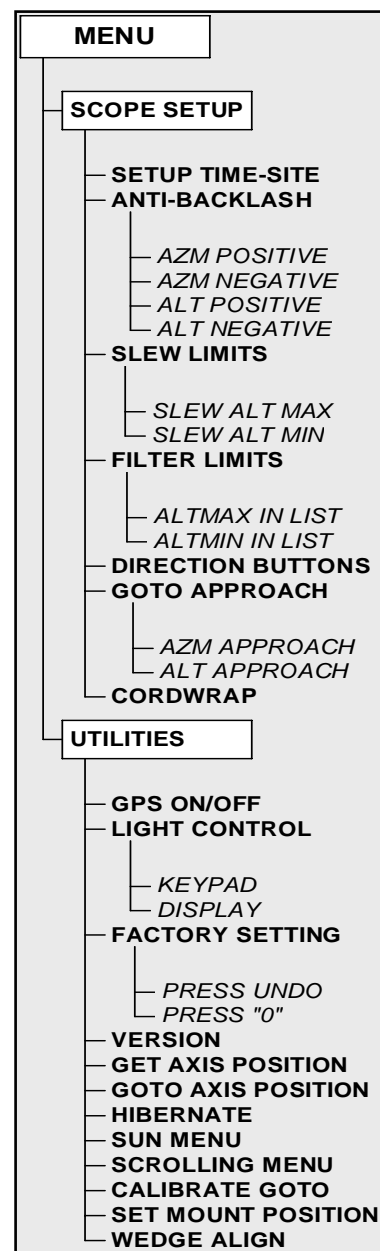 MENU
SCOPE SETUP
SETUP TIME-SITE
ANTI-BACKLASH
AZM POSITIVE
AZM NEGATIVE
ALT POSITIVE
ALT NEGATIVE
SLEW LIMITS
SLEW ALT MAX
SLEW ALT MIN
FILTER LIMITS
ALTMAX IN LIST
ALTMIN IN LIST
DIRECTION BUTTONS
GOTO APPROACH
AZM APPROACH
ALT APPROACH
CORDWRAP
UTILITIES
GPS ON/OFF
LIGHT CONTROL
KEYPAD
DISPLAY
FACTORY SETTING
PRESS UNDO
PRESS "0"
VERSION
GET AXIS POSITION
GOTO AXIS POSITION
HIBERNATE
SUN MENU
SCROLLING MENU
CALIBRATE GOTO
SET MOUNT POSITION
WEDGE ALIGN